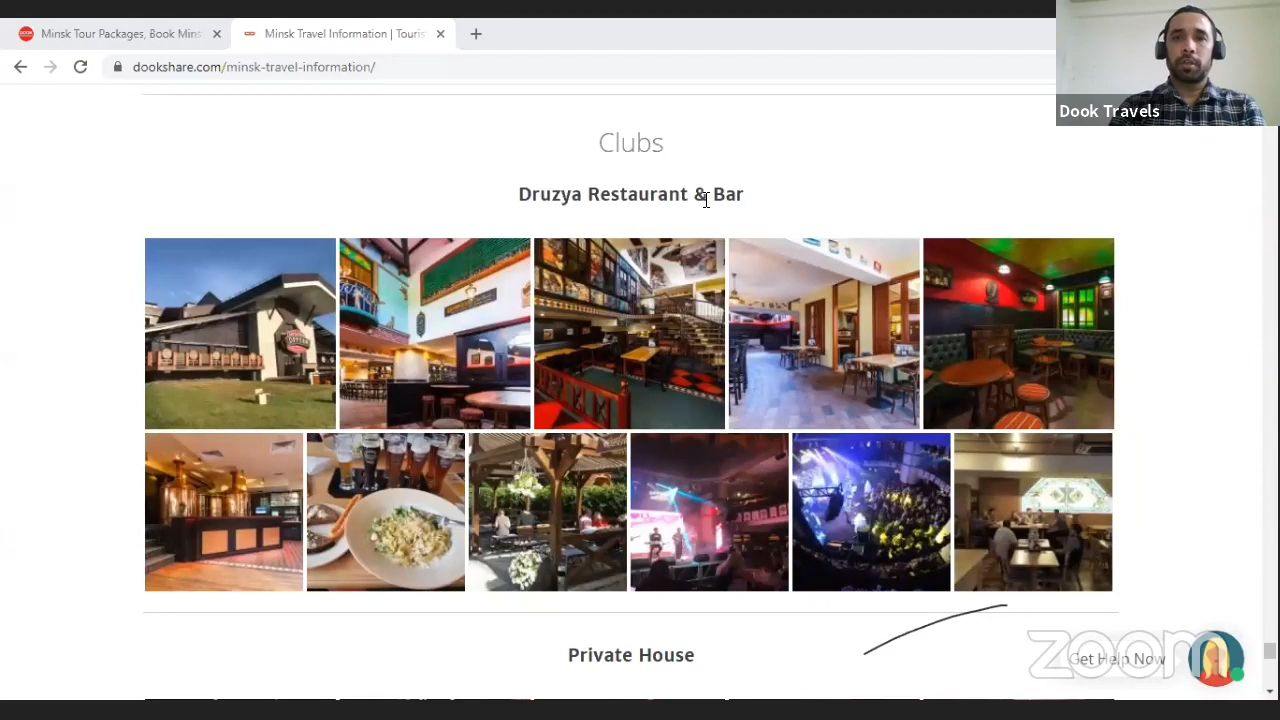 Minsk Tour Packages, Book Mins
Minsk Travel Information | Touris
dookshare.com/minsk-travel-information/
Dook Travels
Clubs
Druzya Restaurant & Bar
Private House
zoom
Get Help Now